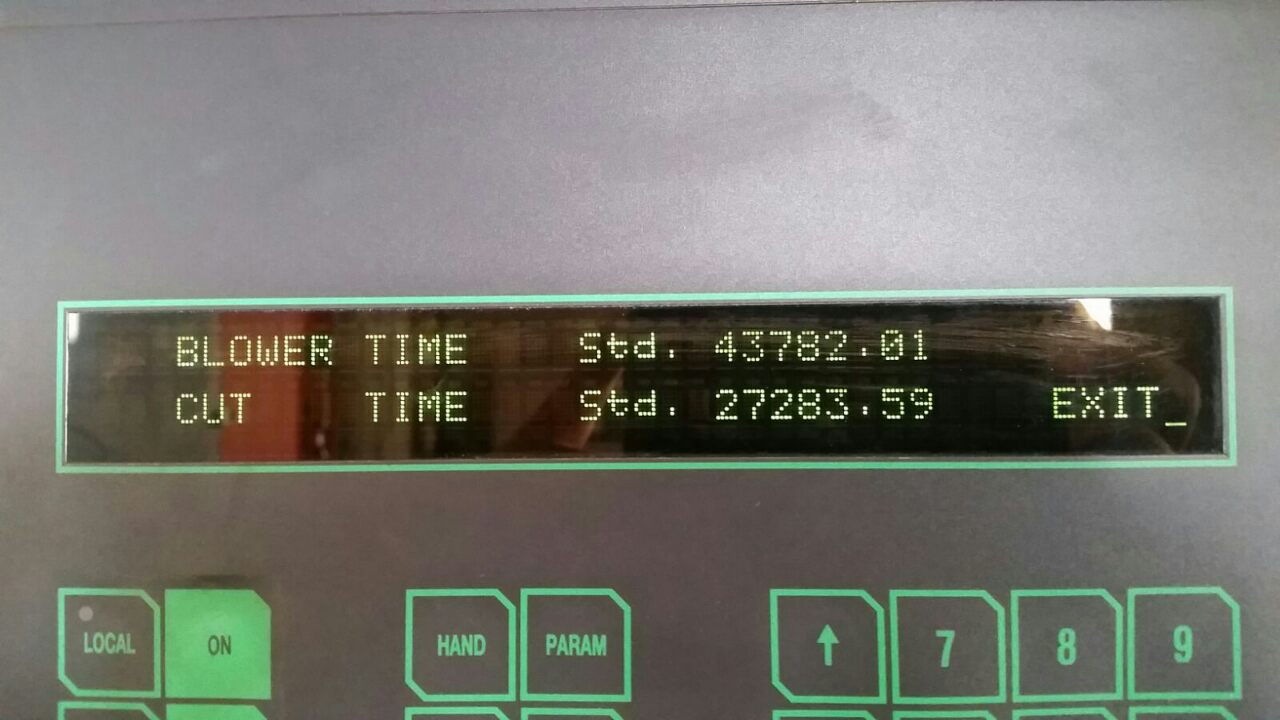 BLOWER TIME Std. 43782.01
CUT TIME Std. 27283.59 EXIT_
LOCAL ON HAND PARAM ↑ 7 8 9